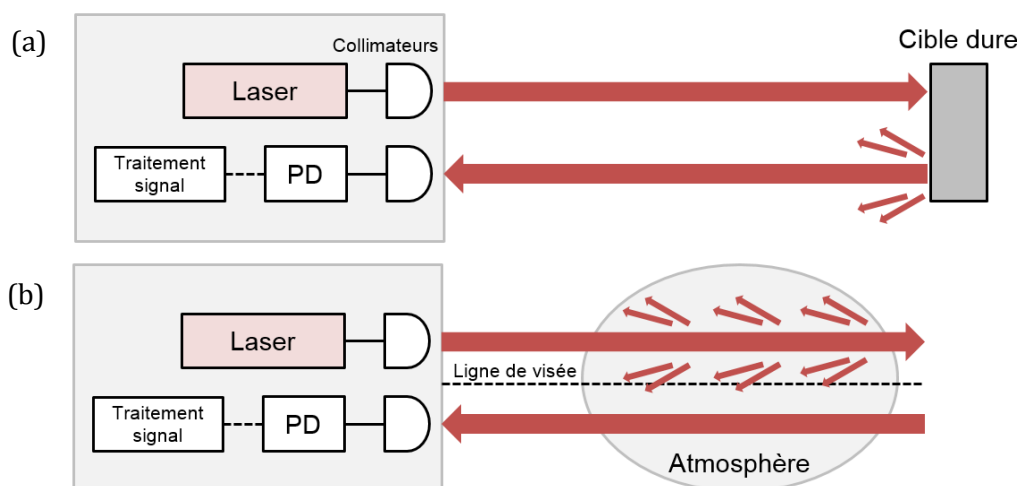 (a)
Collimateurs
Cible dure
Laser
Traitement
signal
PD
(b)
Laser
Ligne de visée
Traitement
signal
PD
Atmosphère